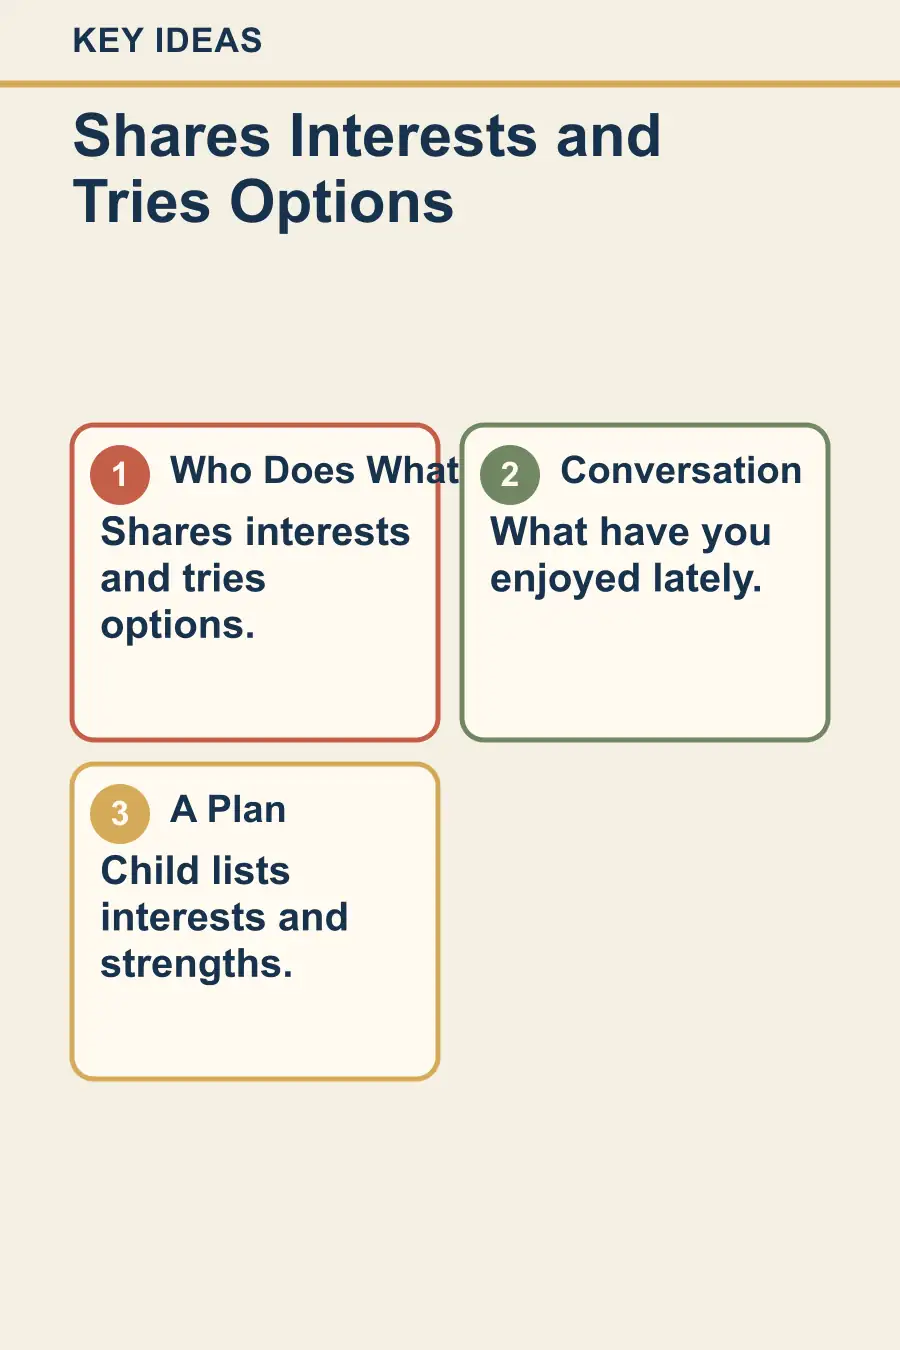 KEY IDEAS
Shares Interests and
Tries Options
1 Who Does What
Shares interests
and tries
options.
2 Conversation
What have you
enjoyed lately.
3 A Plan
Child lists
interests and
strengths.